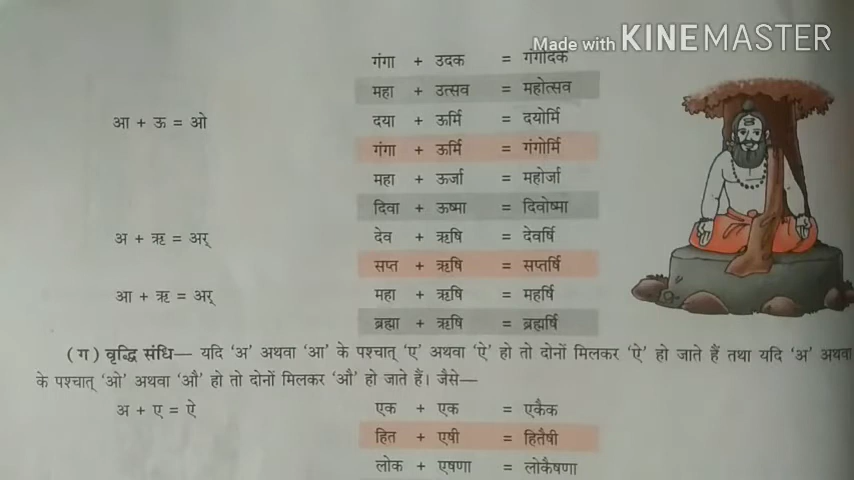 Made with KINEMASTER
गंगा + उदक = गंगोदक
महा + उत्सव = महोत्सव
आ + ऊ = ओ दया + ऊर्मि = दयोर्मि
गंगा + ऊर्मि = गंगोर्मि
महा + ऊर्जा = महोर्जा
दिवा + ऊष्मा = दिवोष्मा
अ + ऋ = अर् देव + ऋषि = देवर्षि
सप्त + ऋषि = सप्तर्षि
आ + ऋ = अर् महा + ऋषि = महर्षि
ब्रह्मा + ऋषि = ब्रह्मर्षि
(ग) वृद्धि संधि— यदि ‘अ’ अथवा ‘आ’ के पश्चात् ‘ए’ अथवा ‘ऐ’ हो तो दोनों मिलकर ‘ऐ’ हो जाते हैं तथा यदि ‘अ’ अथवा
के पश्चात् ‘ओ’ अथवा ‘औ’ हो तो दोनों मिलकर ‘औ’ हो जाते हैं। जैसे—
अ + ए = ऐ एक + एक = एकैक
हित + एषी = हितैषी
लोक + एषणा = लोकैषणा